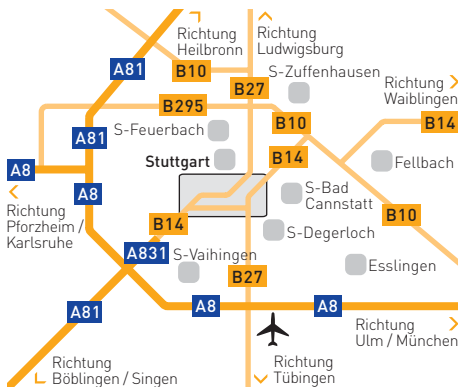 Richtung
Heilbronn
Richtung
Ludwigsburg
A81
B10
S-Zuffenhausen
B27
Richtung
Waiblingen
B295
A81
S-Feuerbach
B10
B14
Stuttgart
B14
Fellbach
A8
A8
S-Bad
Cannstatt
Richtung
Pforzheim /
Karlsruhe
B14
B10
S-Degerloch
A831
S-Vaihingen
B27
Esslingen
A81
A8
A8
Richtung
Ulm / München
Richtung
Böblingen / Singen
Richtung
Tübingen